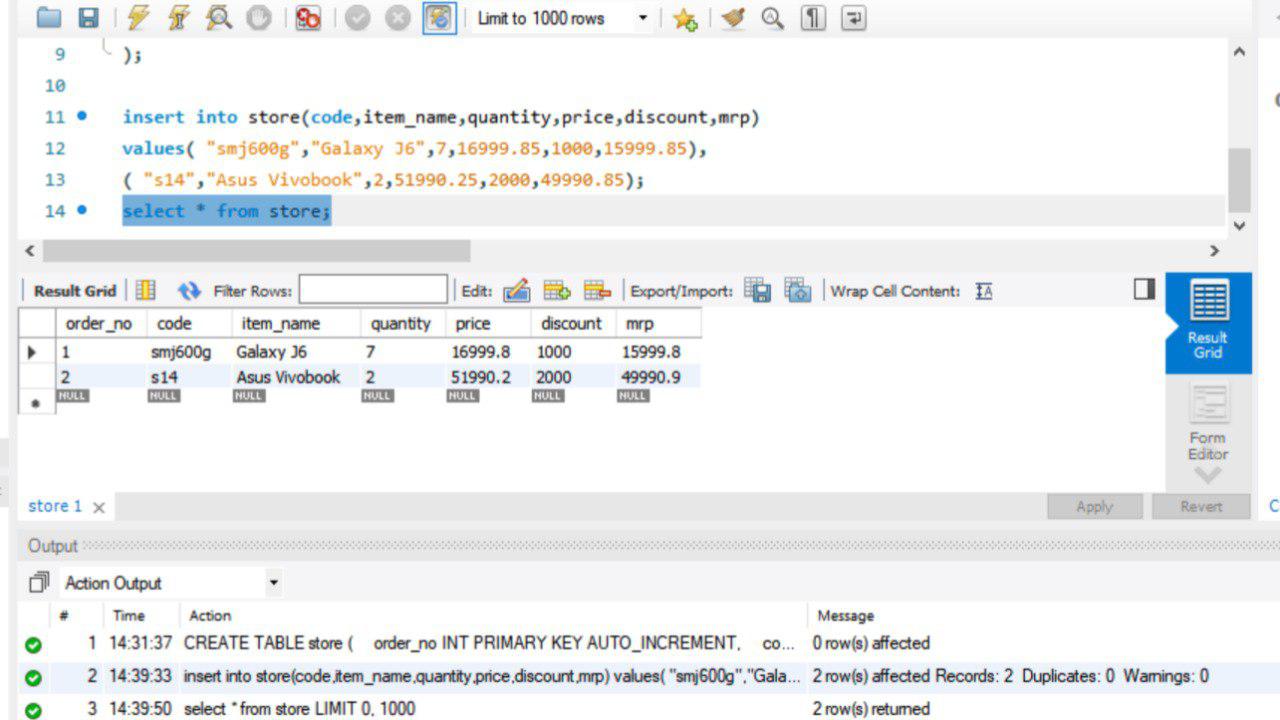 Limit to 1000 rows
9 );
10
11 insert into store(code,item_name,quantity,price,discount,mrp)
12 values( "smj600g","Galaxy J6",7,16999.85,1000,15999.85),
13 ( "s14","Asus Vivobook",2,51990.25,2000,49990.85);
14 select * from store;
Result Grid Filter Rows: Edit: Export/Import: Wrap Cell Content:
order_no code item_name quantity price discount mrp
1 smj600g Galaxy J6 7 16999.8 1000 15999.8
2 s14 Asus Vivobook 2 51990.2 2000 49990.9
NULL NULL NULL NULL NULL NULL NULL
Result
Grid
Form
Editor
store 1
Apply Revert
Output
Action Output
# Time Action Message
1 14:31:37 CREATE TABLE store ( order_no INT PRIMARY KEY AUTO_INCREMENT, co... 0 row(s) affected
2 14:39:33 insert into store(code,item_name,quantity,price,discount,mrp) values( "smj600g","Gala... 2 row(s) affected Records: 2 Duplicates: 0 Warnings: 0
3 14:39:50 select * from store LIMIT 0, 1000 2 row(s) returned